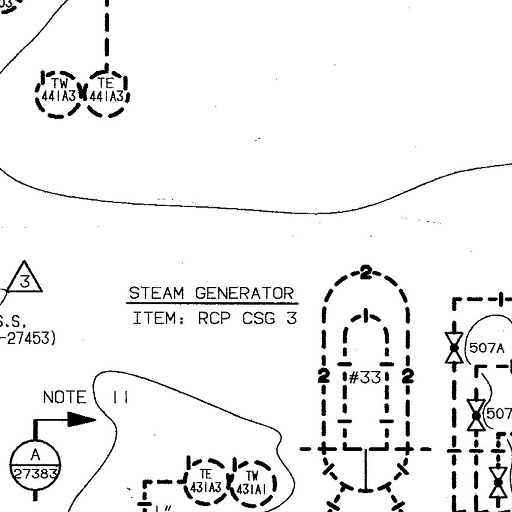 TW
441A3
TE
441A3
3
STEAM GENERATOR
ITEM: RCP CSG 3
S.S,
-27453)
2
1
2
#33
2
507A
507
NOTE 11
A
27383
TE
431A3
TW
431A1
1"